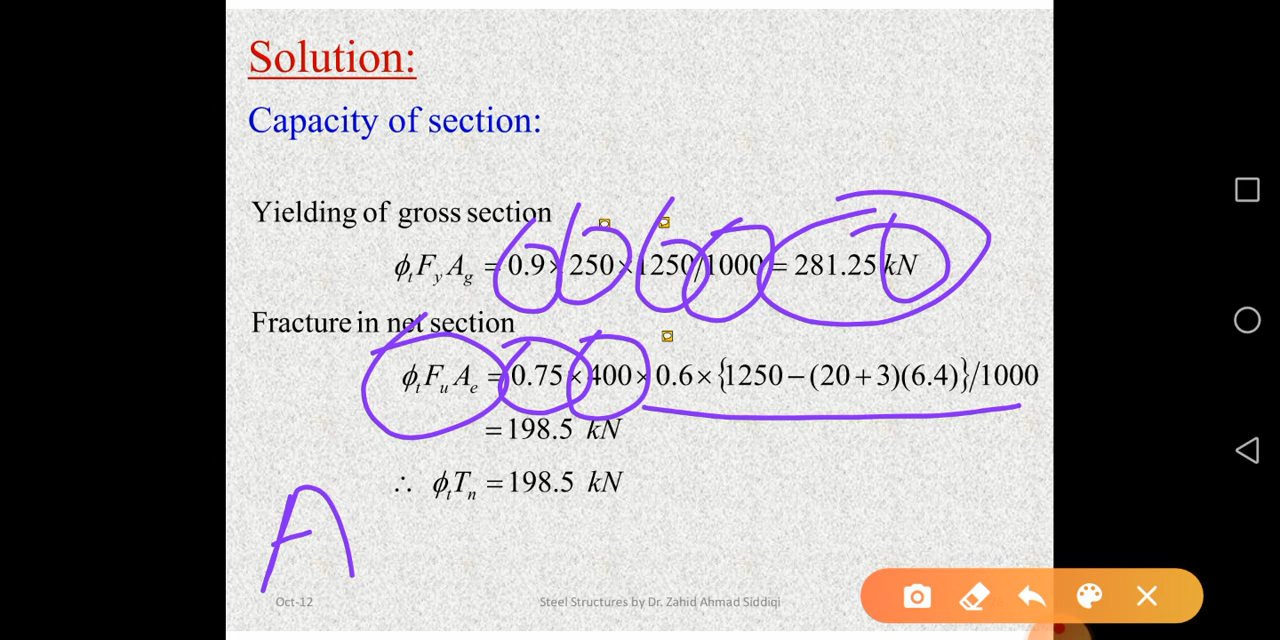 Solution:
Capacity of section:
Yielding of gross section
ϕₜFᵧA_g = 0.9×250×1250/1000 = 281.25 kN
Fracture in net section
ϕₜFᵤAₑ = 0.75×400×0.6×{1250−(20+3)(6.4)}/1000
= 198.5 kN
∴ ϕₜTₙ = 198.5 kN
A
Oct-12
Steel Structures by Dr. Zahid Ahmad Siddiqi